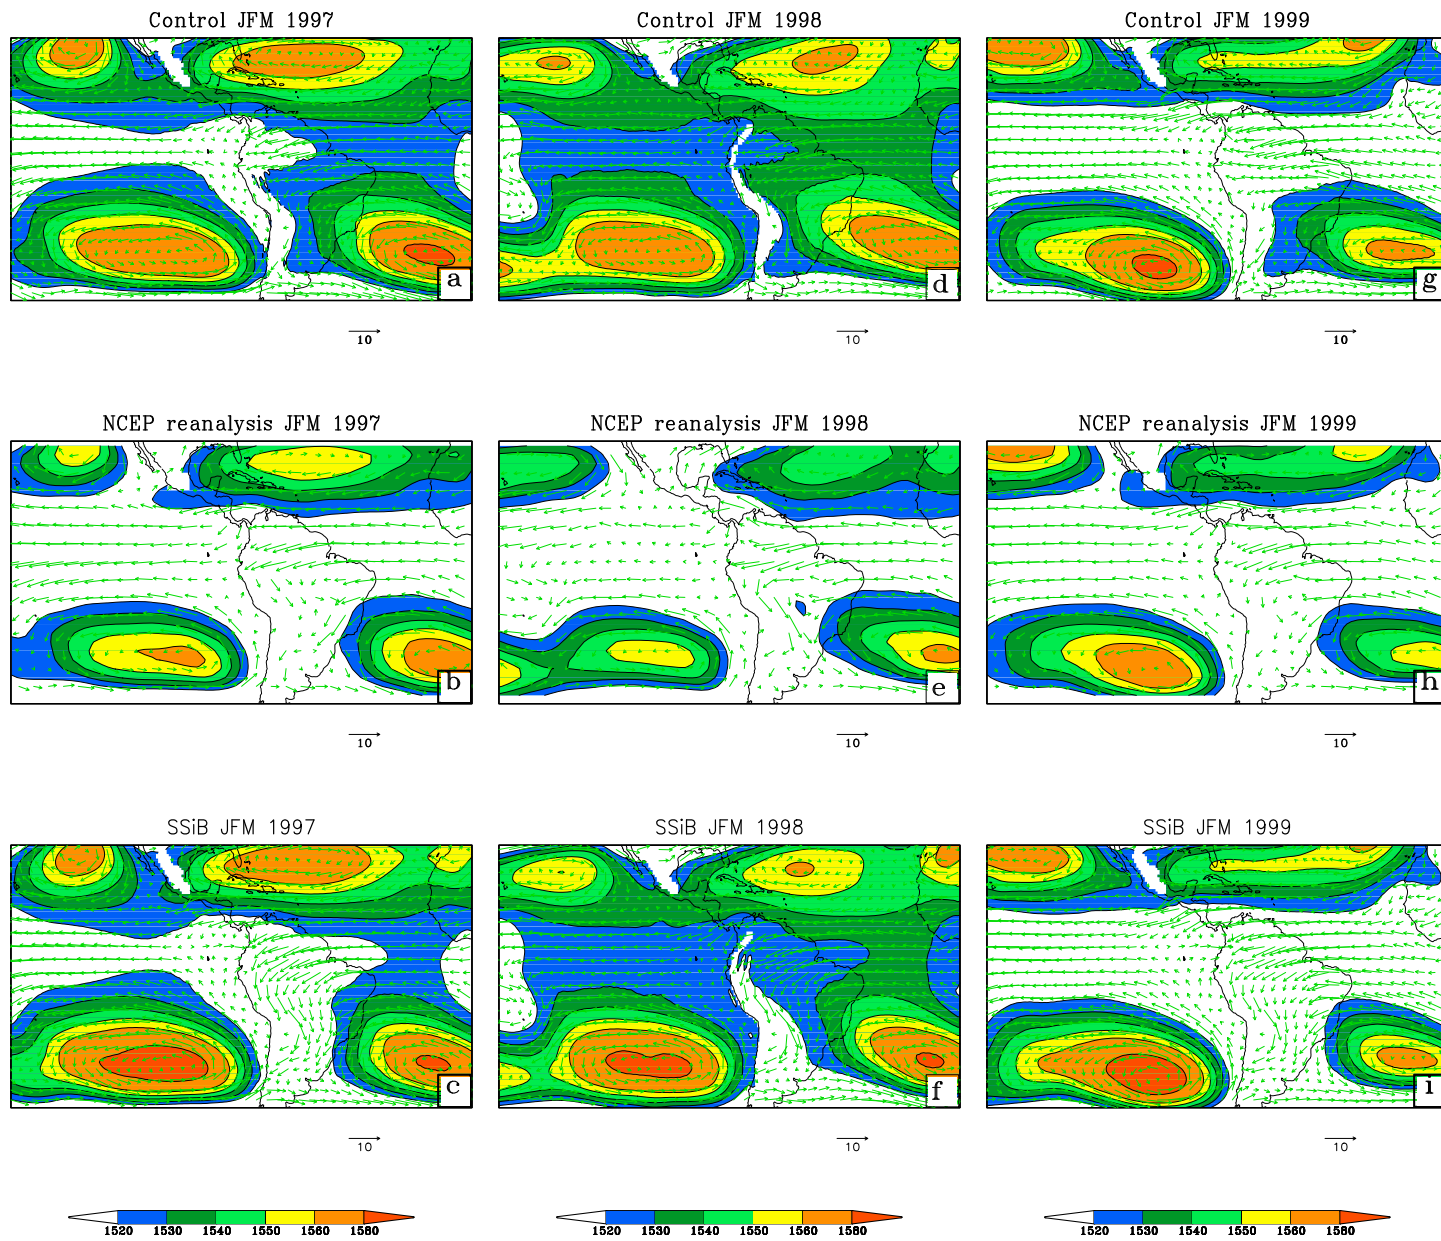 Control JFM 1997
Control JFM 1998
Control JFM 1999
a
d
g
10
10
10
NCEP reanalysis JFM 1997
NCEP reanalysis JFM 1998
NCEP reanalysis JFM 1999
b
e
h
10
10
10
SSiB JFM 1997
SSiB JFM 1998
SSiB JFM 1999
c
f
i
10
10
10
1520 1530 1540 1550 1560 1580
1520 1530 1540 1550 1560 1580
1520 1530 1540 1550 1560 1580